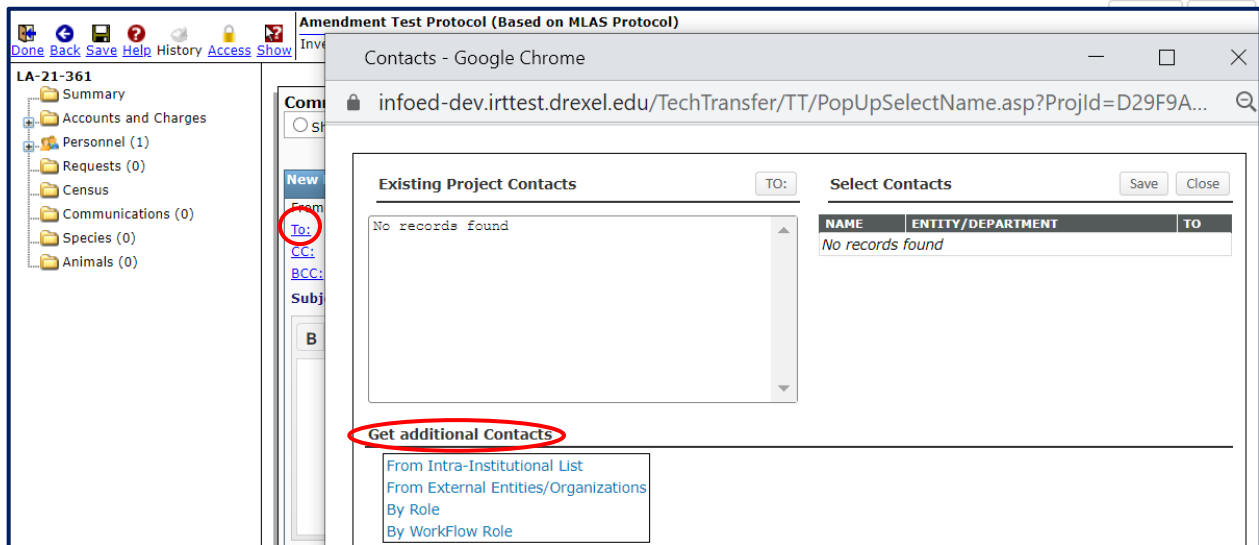 Amendment Test Protocol (Based on MLAS Protocol)
Done Back Save Help History Access Show
LA-21-361
Summary
Accounts and Charges
Personnel (1)
Requests (0)
Census
Communications (0)
Species (0)
Animals (0)
New
From
To:
CC:
BCC:
B
Contacts - Google Chrome
infoed-dev.irttest.drexel.edu/TechTransfer/TT/PopUpSelectName.asp?ProjId=D29F9A...
Existing Project Contacts TO:
No records found
Select Contacts Save Close
NAME ENTITY/DEPARTMENT TO
No records found
Get additional Contacts
From Intra-Institutional List
From External Entities/Organizations
By Role
By WorkFlow Role